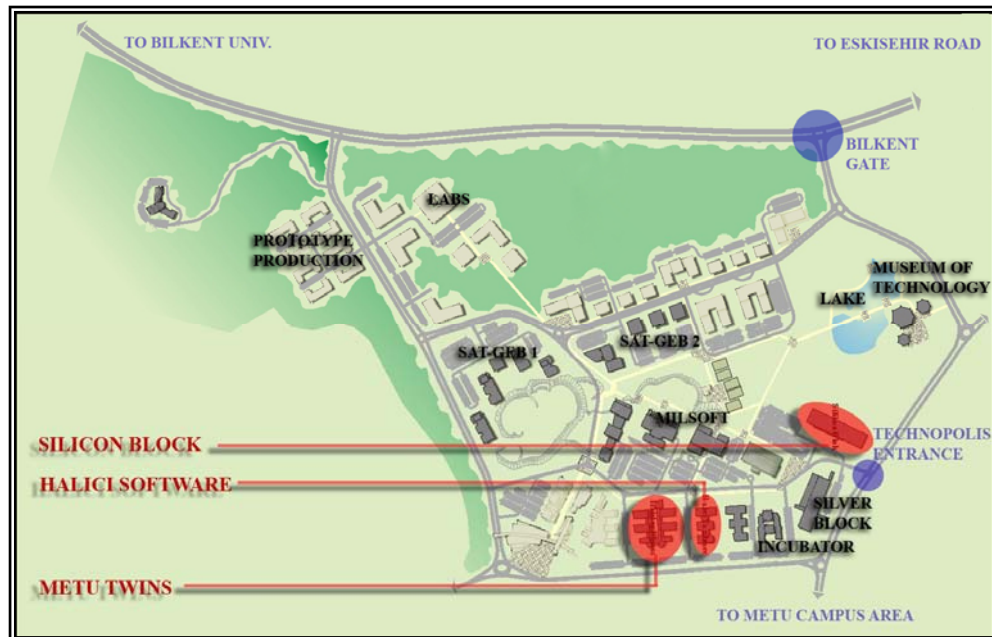 TO BILKENT UNIV.
TO ESKISEHIR ROAD
BILKENT
GATE
LABS
PROTOTYPE
PRODUCTION
MUSEUM OF
TECHNOLOGY
LAKE
SAT-GEB 1
SAT-GEB 2
MILSOFT
SILICON BLOCK
TECHNOPOLIS
ENTRANCE
HALICI SOFTWARE
SILVER
BLOCK
INCUBATOR
METU TWINS
TO METU CAMPUS AREA